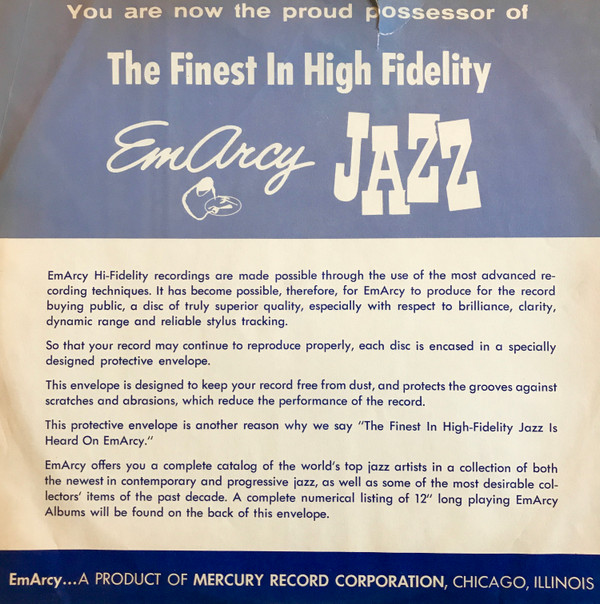 You are now the proud possessor of
The Finest In High Fidelity
EmArcy JAZZ
EmArcy Hi-Fidelity recordings are made possible through the use of the most advanced re-
cording techniques. It has become possible, therefore, for EmArcy to produce for the record
buying public, a disc of truly superior quality, especially with respect to brilliance, clarity,
dynamic range and reliable stylus tracking.
So that your record may continue to reproduce properly, each disc is encased in a specially
designed protective envelope.
This envelope is designed to keep your record free from dust, and protects the grooves against
scratches and abrasions, which reduce the performance of the record.
This protective envelope is another reason why we say "The Finest In High-Fidelity Jazz Is
Heard On EmArcy."
EmArcy offers you a complete catalog of the world's top jazz artists in a collection of both
the newest in contemporary and progressive jazz, as well as some of the most desirable col-
lectors' items of the past decade. A complete numerical listing of 12" long playing EmArcy
Albums will be found on the back of this envelope.
EmArcy...A PRODUCT OF MERCURY RECORD CORPORATION, CHICAGO, ILLINOIS